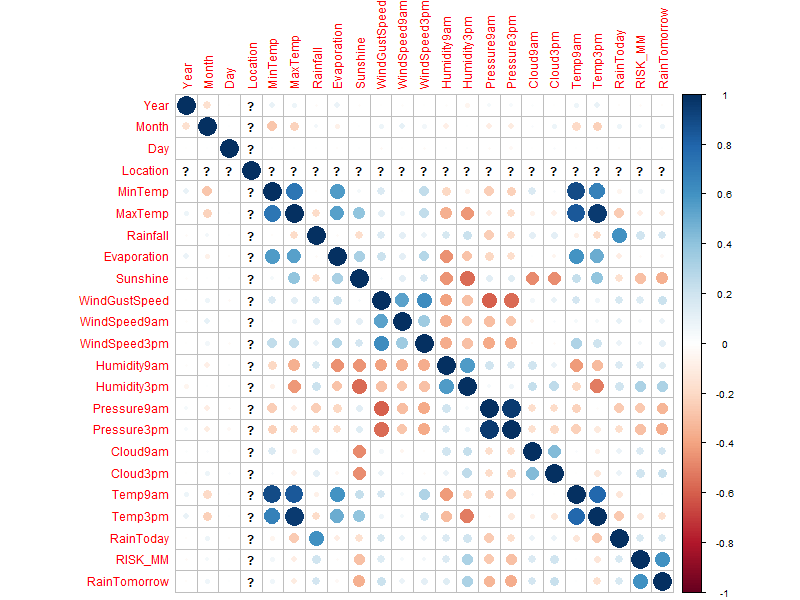 Year
Month
Day
Location
MinTemp
MaxTemp
Rainfall
Evaporation
Sunshine
WindGustSpeed
WindSpeed9am
WindSpeed3pm
Humidity9am
Humidity3pm
Pressure9am
Pressure3pm
Cloud9am
Cloud3pm
Temp9am
Temp3pm
RainToday
RISK_MM
RainTomorrow
Year ?
Month ?
Day ?
Location ? ? ? ? ? ? ? ? ? ? ? ? ? ? ? ? ? ? ? ? ? ?
MinTemp ?
MaxTemp ?
Rainfall ?
Evaporation ?
Sunshine ?
WindGustSpeed ?
WindSpeed9am ?
WindSpeed3pm ?
Humidity9am ?
Humidity3pm ?
Pressure9am ?
Pressure3pm ?
Cloud9am ?
Cloud3pm ?
Temp9am ?
Temp3pm ?
RainToday ?
RISK_MM ?
RainTomorrow ?
1
0.8
0.6
0.4
0.2
0
-0.2
-0.4
-0.6
-0.8
-1